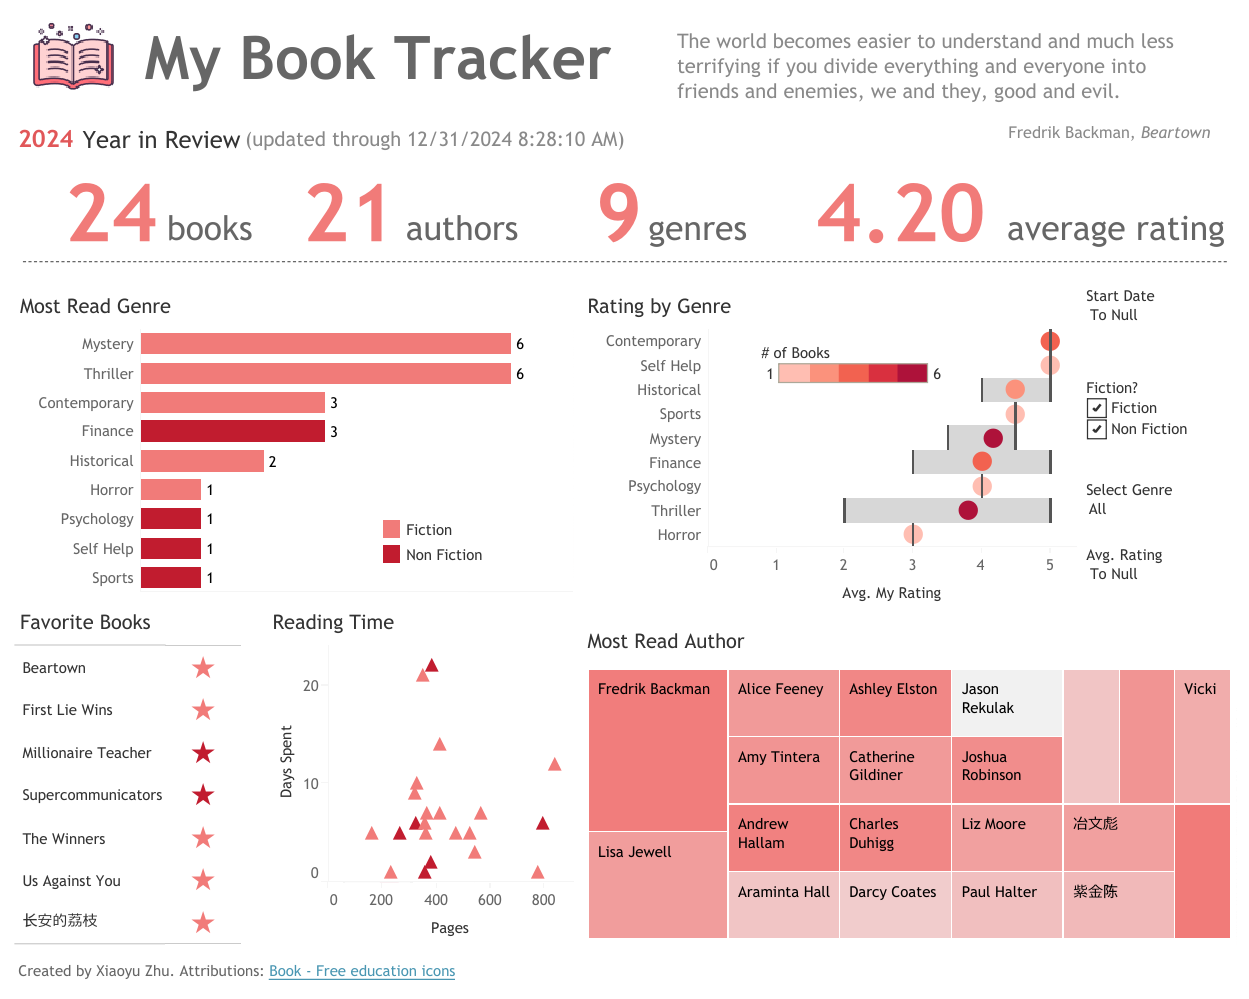 My Book Tracker
The world becomes easier to understand and much less
terrifying if you divide everything and everyone into
friends and enemies, we and they, good and evil.
Fredrik Backman, Beartown
2024 Year in Review (updated through 12/31/2024 8:28:10 AM)
24 books 21 authors 9 genres 4.20 average rating
Most Read Genre
Mystery 6
Thriller 6
Contemporary 3
Finance 3
Historical 2
Horror 1
Psychology 1
Self Help 1
Sports 1
Fiction
Non Fiction
Rating by Genre
# of Books
1 6
Contemporary
Self Help
Historical
Sports
Mystery
Finance
Psychology
Thriller
Horror
0 1 2 3 4 5
Avg. My Rating
Start Date
To Null
Fiction?
Fiction
Non Fiction
Select Genre
All
Avg. Rating
To Null
Favorite Books
Beartown
First Lie Wins
Millionaire Teacher
Supercommunicators
The Winners
Us Against You
长安的荔枝
Reading Time
Days Spent
20
10
0
0 200 400 600 800
Pages
Most Read Author
Fredrik Backman
Lisa Jewell
Alice Feeney
Amy Tintera
Andrew
Hallam
Araminta Hall
Ashley Elston
Catherine
Gildiner
Charles
Duhigg
Darcy Coates
Jason
Rekulak
Joshua
Robinson
Liz Moore
Paul Halter
冶文彪
紫金陈
Vicki
Created by Xiaoyu Zhu. Attributions: Book - Free education icons